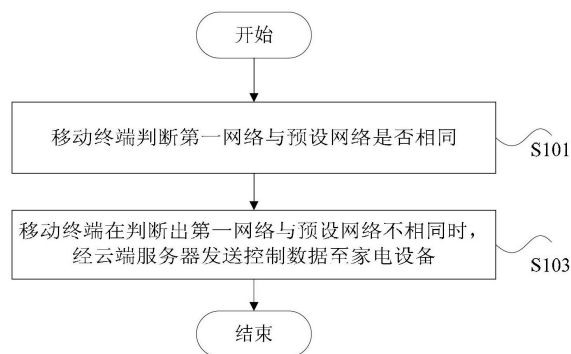 开始
移动终端判断第一网络与预设网络是否相同
S101
移动终端在判断出第一网络与预设网络不相同时，
经云端服务器发送控制数据至家电设备
S103
结束